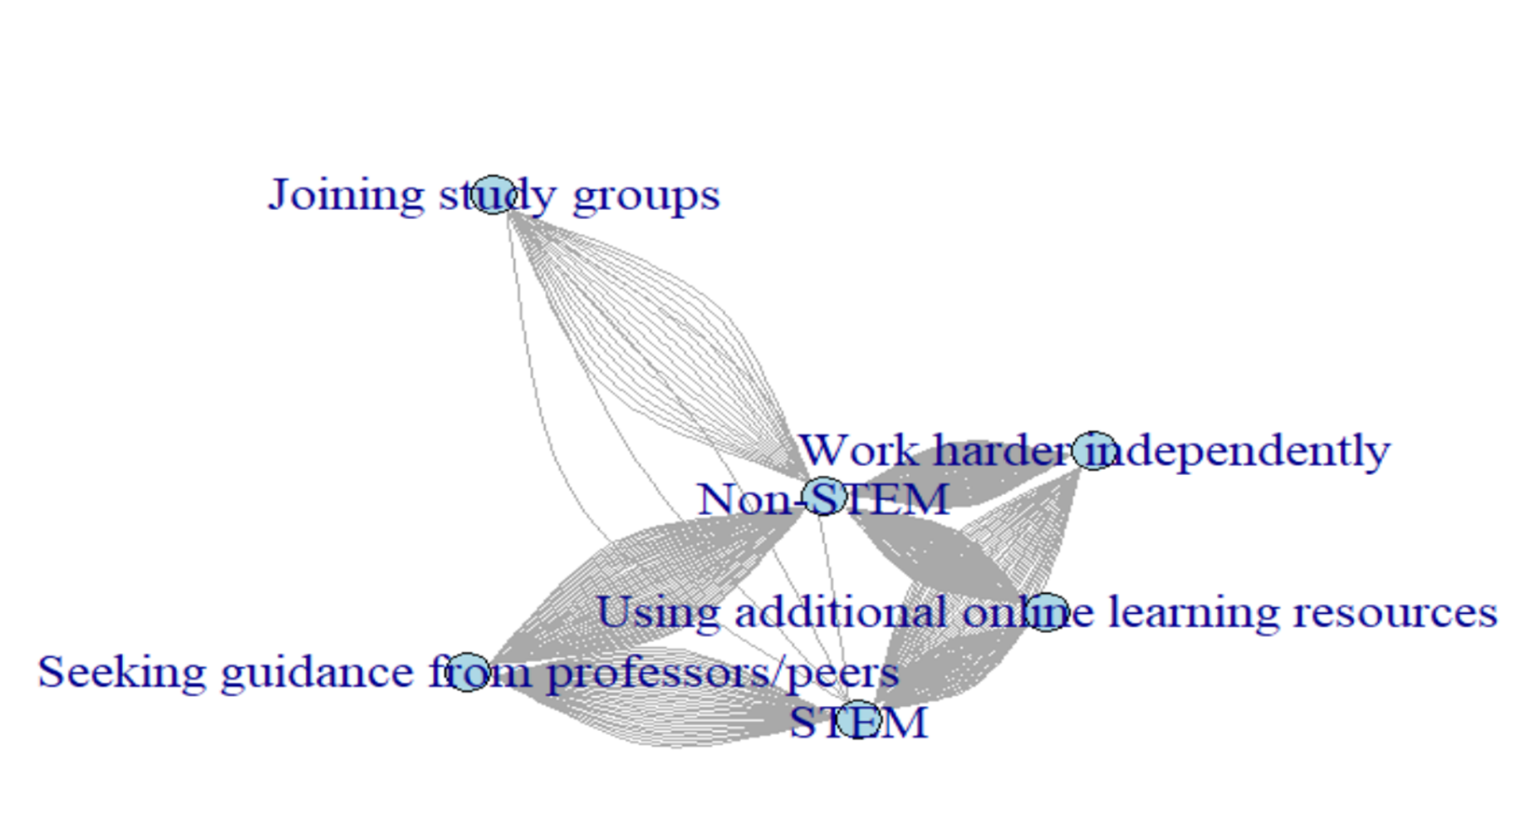 Joining study groups
Work harder independently
Non-STEM
Using additional online learning resources
Seeking guidance from professors/peers
STEM